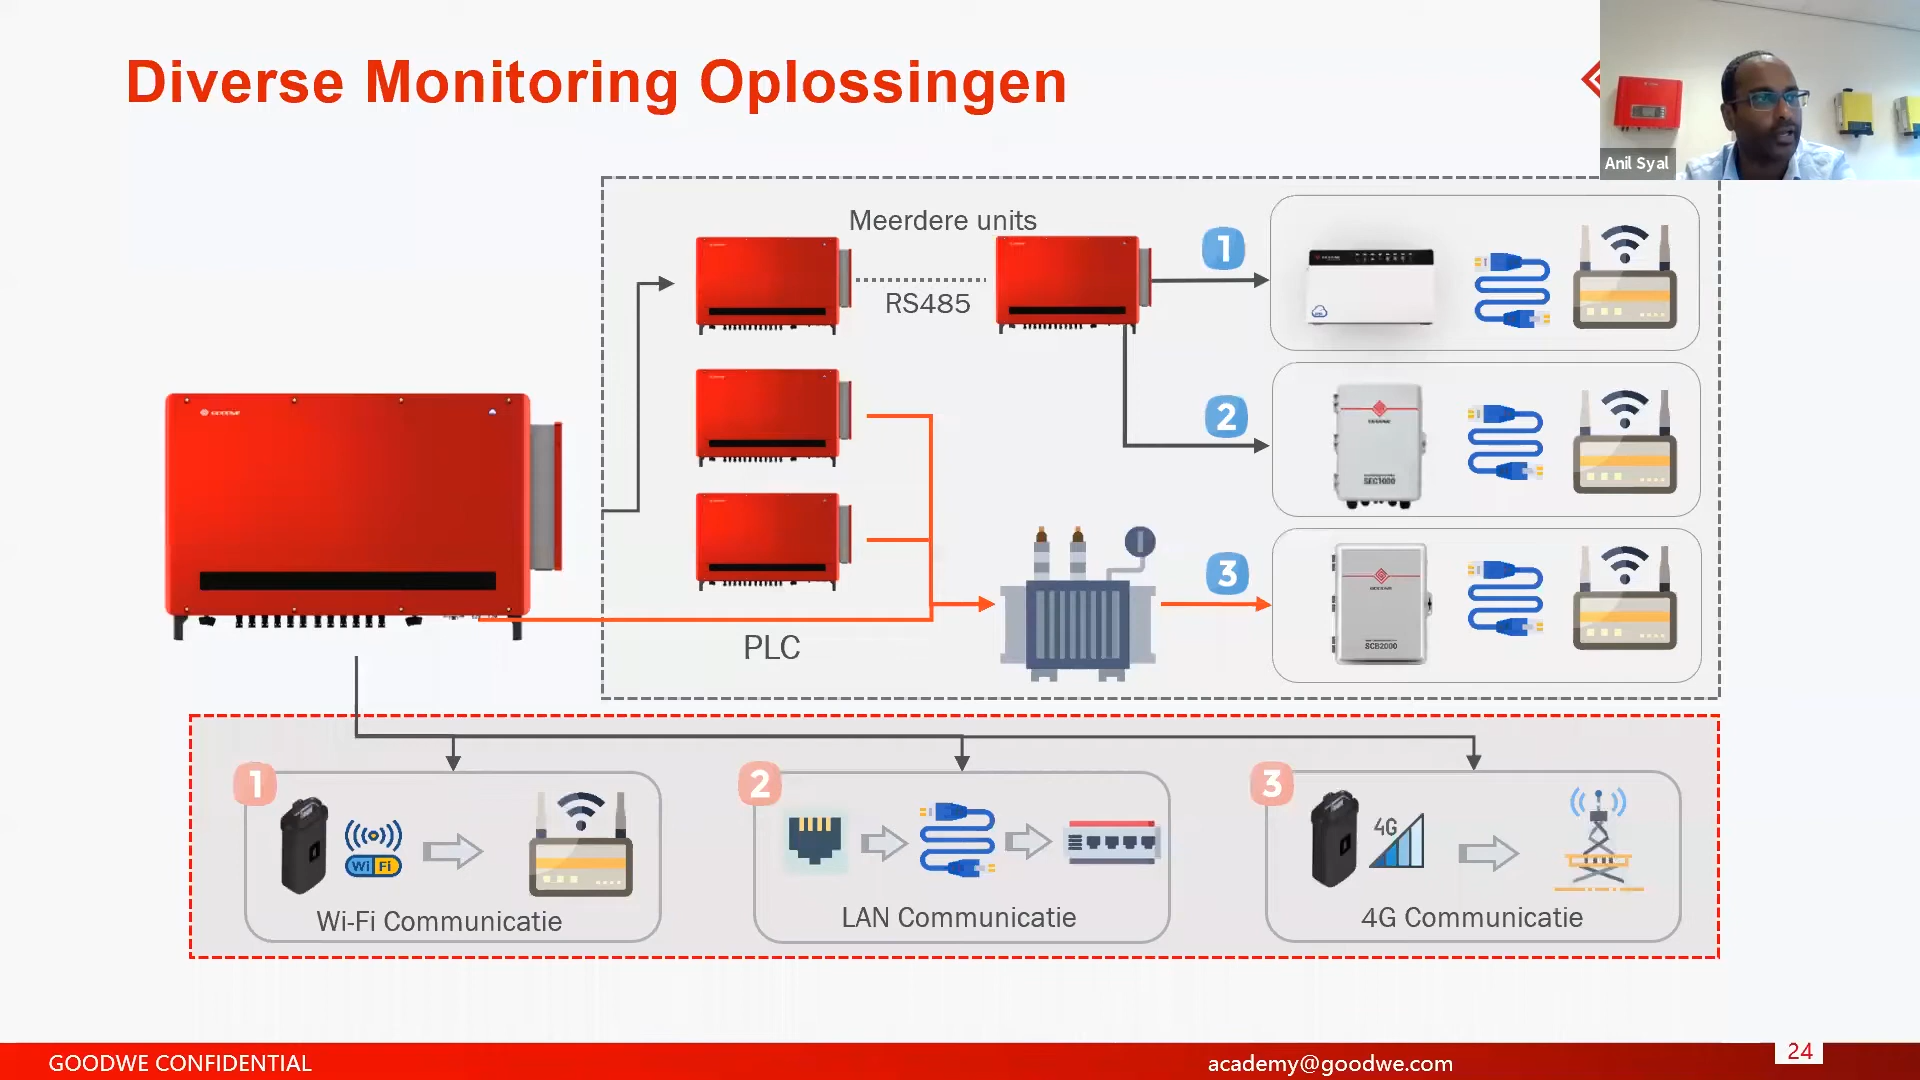 Diverse Monitoring Oplossingen
Anil Syal
Meerdere units
RS485
1
2
SEC1000
3
SCB2000
GOODWE
PLC
1
Wi Fi
Wi-Fi Communicatie
2
LAN Communicatie
3
4G
4G Communicatie
GOODWE CONFIDENTIAL
academy@goodwe.com
24